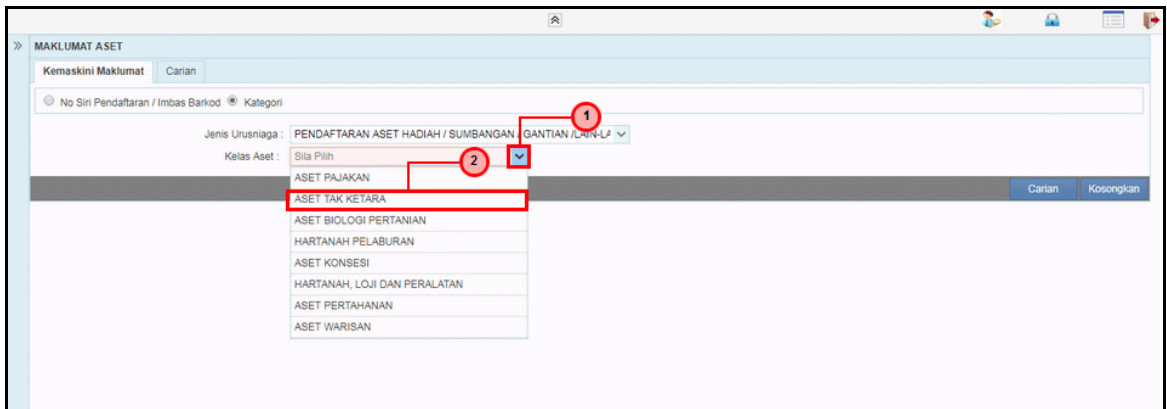 MAKLUMAT ASET
Kemaskini Maklumat Carian
No Siri Pendaftaran / Imbas Barkod Kategori
1
Jenis Urusniaga : PENDAFTARAN ASET HADIAH / SUMBANGAN / GANTIAN /LAIN-LA
Kelas Aset : Sila Pilih
2
ASET PAJAKAN
Carian Kosongkan
ASET TAK KETARA
ASET BIOLOGI PERTANIAN
HARTANAH PELABURAN
ASET KONSESI
HARTANAH, LOJI DAN PERALATAN
ASET PERTAHANAN
ASET WARISAN